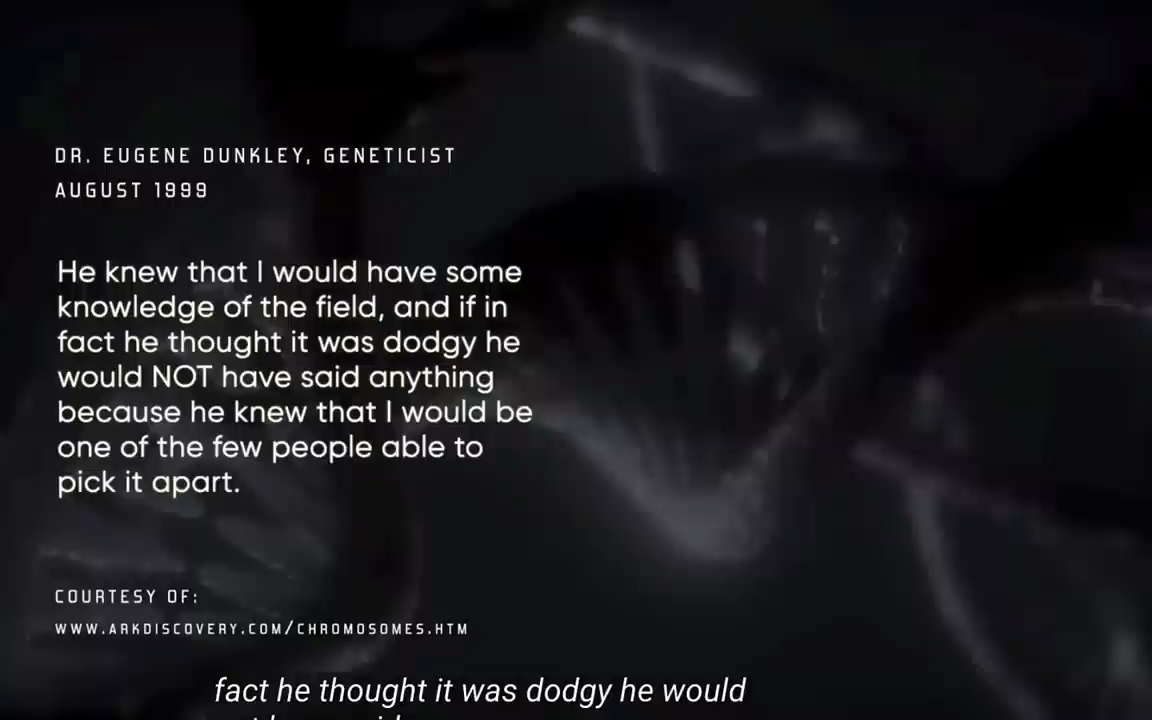 DR. EUGENE DUNKLEY, GENETICIST
AUGUST 1999
He knew that I would have some
knowledge of the field, and if in
fact he thought it was dodgy he
would NOT have said anything
because he knew that I would be
one of the few people able to
pick it apart.
COURTESY OF:
WWW.ARKDISCOVERY.COM/CHROMOSOMES.HTM
fact he thought it was dodgy he would